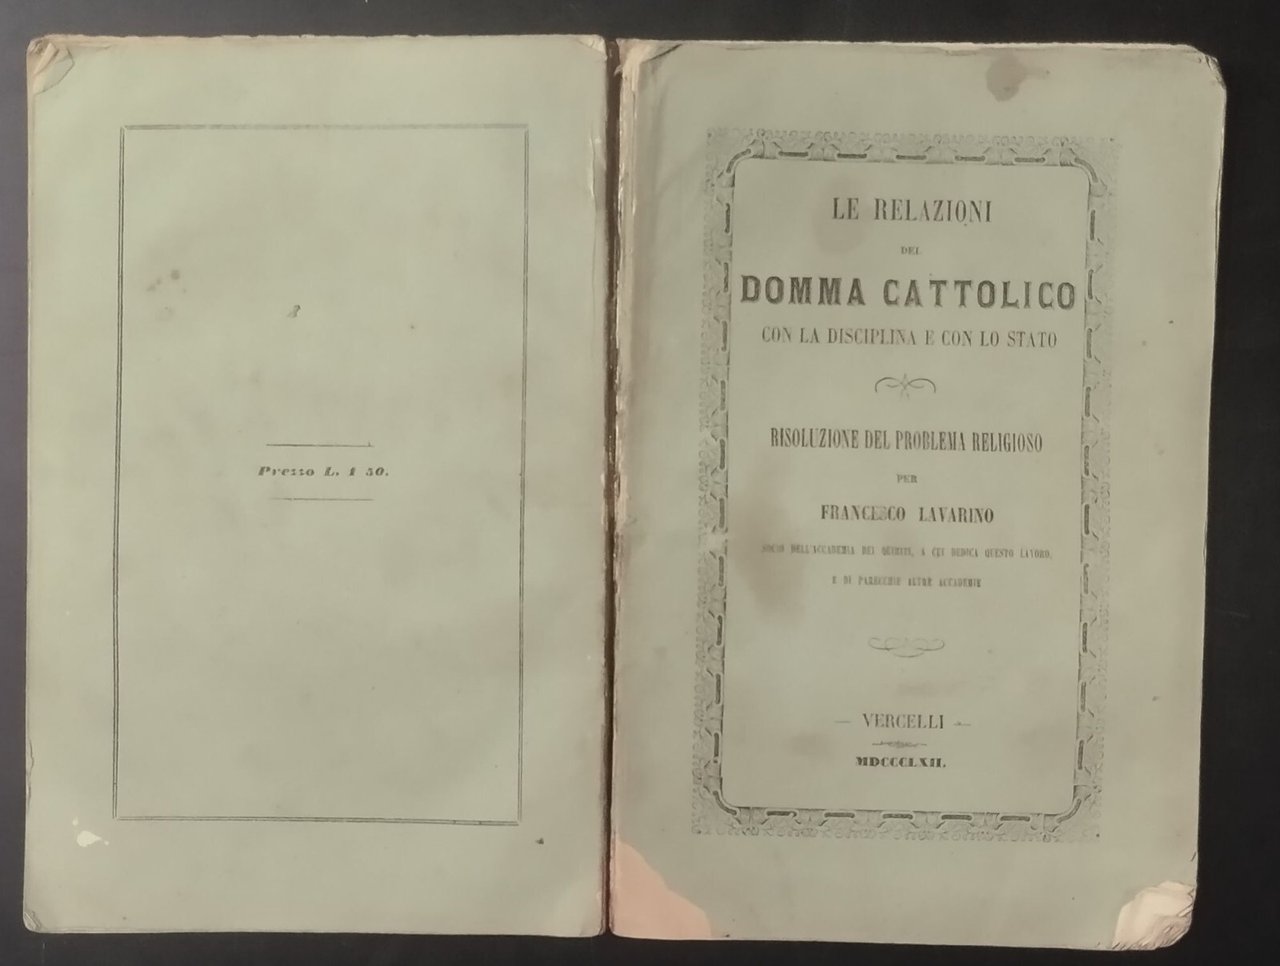 Prezzo L. 1 50.
LE RELAZIONI
DEL
DOMMA CATTOLICO
CON LA DISCIPLINA E CON LO STATO
RISOLUZIONE DEL PROBLEMA RELIGIOSO
PER
FRANCESCO LAVARINO
SOCIO DELL'ACCADEMIA DEI QUIRITI, A CUI DEDICA QUESTO LAVORO,
E DI PARECCHIE ALTRE ACCADEMIE
— VERCELLI —
MDCCCLXII.